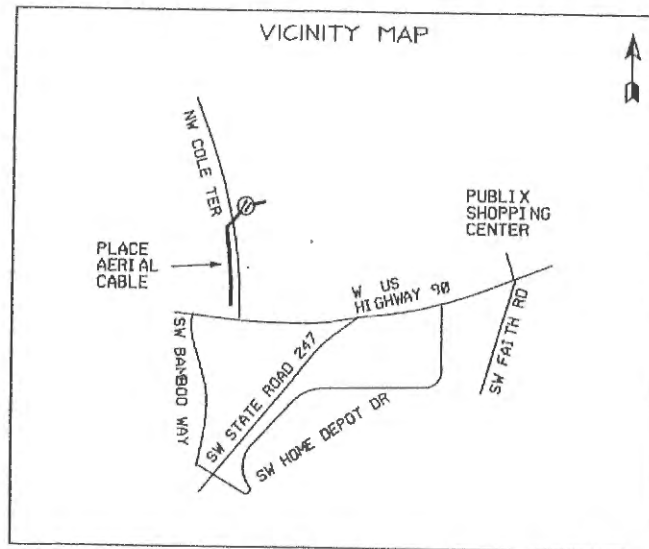 VICINITY MAP
NW COLE TER
PUBLIX
SHOPPING
CENTER
PLACE
AERIAL
CABLE
W US
HIGHWAY 90
SW BAMBOO WAY
SW STATE ROAD 247
SW FAITH RD
SW HOME DEPOT DR